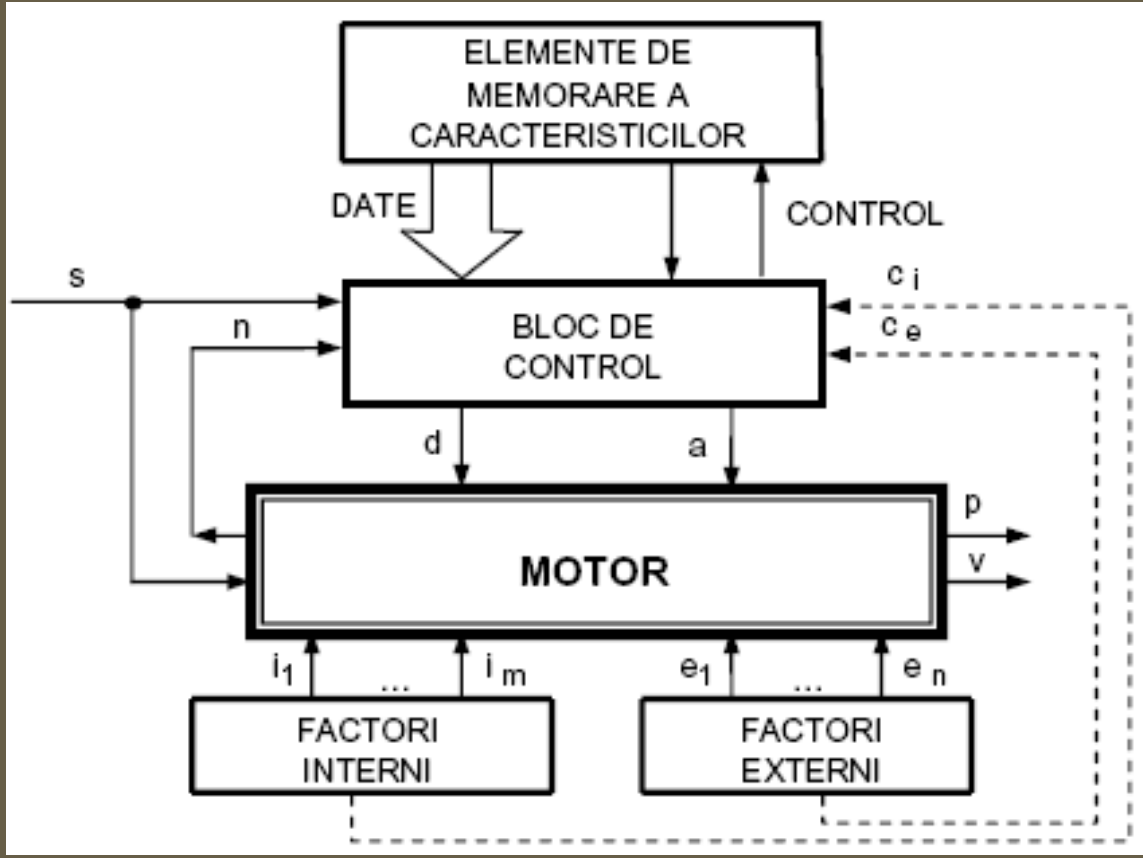 ELEMENTE DE
MEMORARE A
CARACTERISTICILOR
DATE
CONTROL
s
c i
n
BLOC DE
CONTROL
c e
d
a
p
MOTOR
v
i1
...
i m
e1
...
e n
FACTORI
INTERNI
FACTORI
EXTERNI